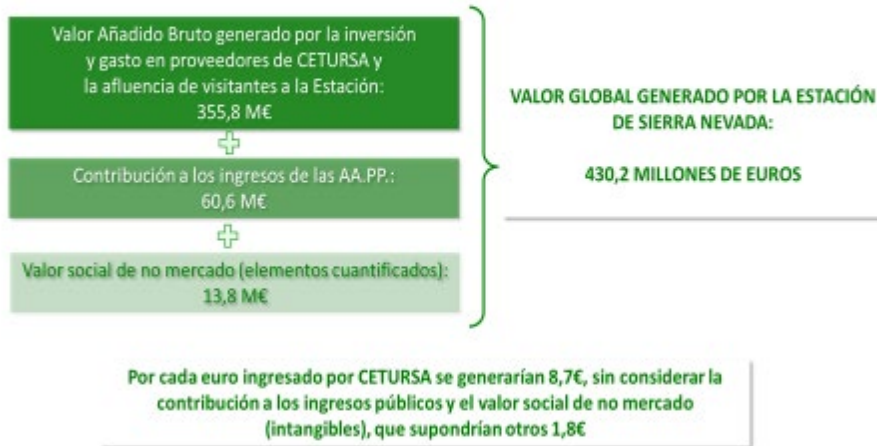 Valor Añadido Bruto generado por la inversión
y gasto en proveedores de CETURSA y
la afluencia de visitantes a la Estación:
355,8 M€
Contribución a los ingresos de las AA.PP.:
60,6 M€
Valor social de no mercado (elementos cuantificados):
13,8 M€
VALOR GLOBAL GENERADO POR LA ESTACIÓN
DE SIERRA NEVADA:
430,2 MILLONES DE EUROS
Por cada euro ingresado por CETURSA se generarían 8,7€, sin considerar la
contribución a los ingresos públicos y el valor social de no mercado
(intangibles), que supondrían otros 1,8€